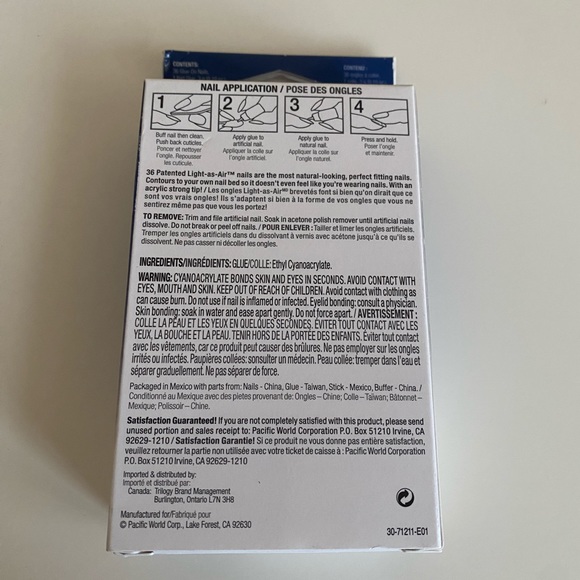 CONTENTS:
CONTENU :
NAIL APPLICATION / POSE DES ONGLES
1 2 3 4
Buff nail then clean.
Push back cuticles.
Poncer et nettoyer
l'ongle. Repousser
les cuticule.
Apply glue to
artificial nail.
Appliquer la colle sur
l'ongle artificiel.
Apply glue to
natural nail.
Appliquer la colle sur
l'ongle naturel.
Press and hold.
Poser l'ongle
et maintenir.
36 Patented Light-as-Air™ nails are the most natural-looking, perfect fitting nails.
Contours to your own nail bed so it doesn't even feel like you're wearing nails. With an
acrylic strong tip! / Les ongles Light-as-Airᴹᴰ brevetés font si bien qu'on dirait que ce
sont vos vrais ongles! Ils s'adaptent si bien à la forme de vos ongles que vous ne
sentirez même pas que vous en portez.
TO REMOVE: Trim and file artificial nail. Soak in acetone polish remover until artificial nails
dissolve. Do not break or peel off nails. / POUR ENLEVER : Tailler et limer les ongles artificiels.
Tremper les ongles artificiels dans du dissolvant à vernis avec acétone jusqu'à ce qu'ils se
dissolvent. Ne pas casser ni décoller les ongles.
INGREDIENTS/INGRÉDIENTS: GLUE/COLLE: Ethyl Cyanoacrylate.
WARNING: CYANOACRYLATE BONDS SKIN AND EYES IN SECONDS. AVOID CONTACT WITH
EYES, MOUTH AND SKIN. KEEP OUT OF REACH OF CHILDREN. Avoid contact with clothing as
can cause burn. Do not use if nail is inflamed or infected. Eyelid bonding: consult a physician.
Skin bonding: soak in water and ease apart gently. Do not force apart. / AVERTISSEMENT :
COLLE LA PEAU ET LES YEUX EN QUELQUES SECONDES. ÉVITER TOUT CONTACT AVEC LES
YEUX, LA BOUCHE ET LA PEAU. TENIR HORS DE LA PORTÉE DES ENFANTS. Éviter tout contact
avec les vêtements, car ce produit peut causer des brûlures. Ne pas employer sur les ongles
irrités ou infectés. Paupières collées: consulter un médecin. Peau collée: tremper dans l'eau et
séparer graduellement. Ne pas séparer de force.
Packaged in Mexico with parts from: Nails - China, Glue - Taiwan, Stick - Mexico, Buffer - China. /
Conditionné au Mexique avec des pietes provenant de: Ongles – Chine; Colle – Taïwan; Bâtonnet –
Mexique; Polissoir – Chine.
Satisfaction Guaranteed! If you are not completely satisfied with this product, please send
unused portion and sales receipt to: Pacific World Corporation P.O. Box 51210 Irvine, CA
92629-1210 / Satisfaction Garantie! Si ce produit ne vous donne pas entière satisfaction,
veuillez retourner la partie non utilisée avec votre ticket de caisse à : Pacific World Corporation
P.O. Box 51210 Irvine, CA 92629-1210
Imported & distributed by:
Importé et distribué par:
Canada: Trilogy Brand Management
Burlington, Ontario L7N 3H8
Manufactured for/Fabriqué pour:
© Pacific World Corp., Lake Forest, CA 92630
30-71211-E01